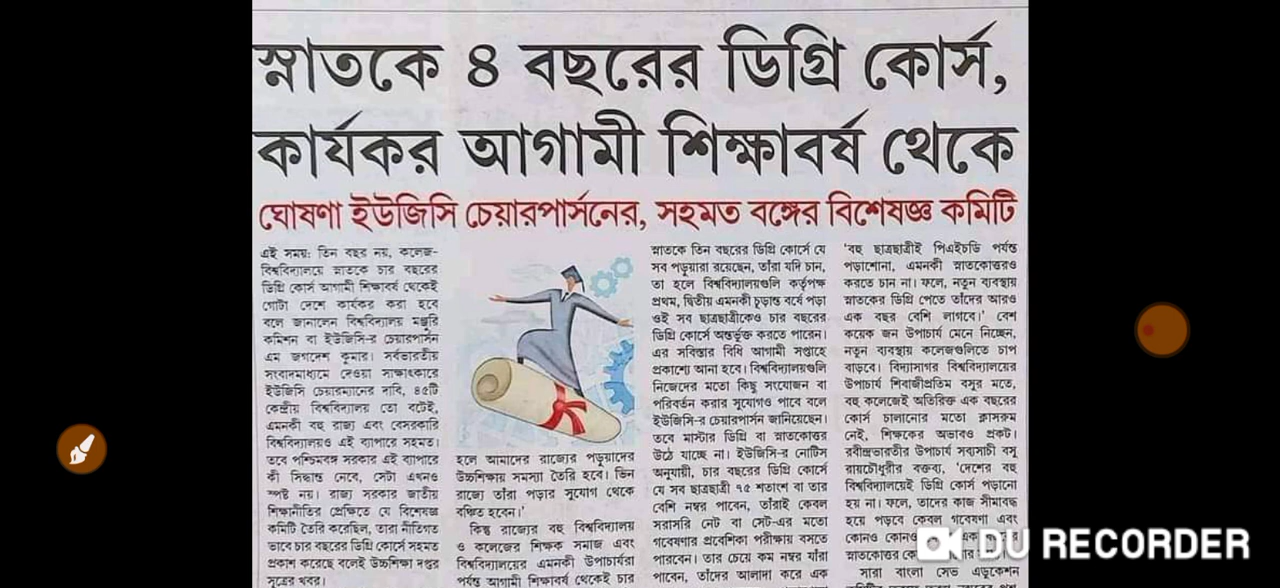 স্নাতকে ৪ বছরের ডিগ্রি কোর্স,
কার্যকর আগামী শিক্ষাবর্ষ থেকে
ঘোষণা ইউজিসি চেয়ারপার্সনের, সহমত বঙ্গের বিশেষজ্ঞ কমিটি
এই সময়: তিন বছর নয়, কলেজ-
বিশ্ববিদ্যালয়ে স্নাতকে চার বছরের
ডিগ্রি কোর্স আগামী শিক্ষাবর্ষ থেকেই
গোটা দেশে কার্যকর করা হবে
বলে জানালেন বিশ্ববিদ্যালয় মঞ্জুরি
কমিশন বা ইউজিসি-র চেয়ারপার্সন
এম জগদেশ কুমার। সর্বভারতীয়
সংবাদমাধ্যমে দেওয়া সাক্ষাৎকারে
ইউজিসি চেয়ারম্যানের দাবি, ৪৫টি
কেন্দ্রীয় বিশ্ববিদ্যালয় তো বটেই,
এমনকী বহু রাজ্য এবং বেসরকারি
বিশ্ববিদ্যালয়ও এই ব্যাপারে সহমত।
তবে পশ্চিমবঙ্গ সরকার এই ব্যাপারে
কী সিদ্ধান্ত নেবে, সেটা এখনও
স্পষ্ট নয়। রাজ্য সরকার জাতীয়
শিক্ষানীতির প্রেক্ষিতে যে বিশেষজ্ঞ
কমিটি তৈরি করেছিল, তারা নীতিগত
ভাবে চার বছরের ডিগ্রি কোর্সে সহমত
প্রকাশ করেছে বলেই উচ্চশিক্ষা দপ্তর
সূত্রের খবর।
হলে আমাদের রাজ্যের পড়ুয়াদের
উচ্চশিক্ষায় সমস্যা তৈরি হবে। ভিন
রাজ্যে তাঁরা পড়ার সুযোগ থেকে
বঞ্চিত হবেন।'
কিন্তু রাজ্যের বহু বিশ্ববিদ্যালয়
ও কলেজের শিক্ষক সমাজ এবং
বিশ্ববিদ্যালয়ের এমনকী উপাচার্যরা
পর্যন্ত আগামী শিক্ষাবর্ষ থেকেই চার
স্নাতকে তিন বছরের ডিগ্রি কোর্সে যে
সব পড়ুয়ারা রয়েছেন, তাঁরা যদি চান,
তা হলে বিশ্ববিদ্যালয়গুলি কর্তৃপক্ষ
প্রথম, দ্বিতীয় এমনকী চূড়ান্ত বর্ষে পড়া
ওই সব ছাত্রছাত্রীকেও চার বছরের
ডিগ্রি কোর্সে অন্তর্ভুক্ত করতে পারেন।
এর সবিস্তার বিধি আগামী সপ্তাহে
প্রকাশ্যে আনা হবে। বিশ্ববিদ্যালয়গুলি
নিজেদের মতো কিছু সংযোজন বা
পরিবর্তন করার সুযোগও পাবে বলে
ইউজিসি-র চেয়ারপার্সন জানিয়েছেন।
তবে মাস্টার ডিগ্রি বা স্নাতকোত্তর
উঠে যাচ্ছে না। ইউজিসি-র নোটিস
অনুযায়ী, চার বছরের ডিগ্রি কোর্সে
যে সব ছাত্রছাত্রী ৭৫ শতাংশ বা তার
বেশি নম্বর পাবেন, তাঁরাই কেবল
সরাসরি নেট বা সেট-এর মতো
গবেষণার প্রবেশিকা পরীক্ষায় বসতে
পারবেন। তার চেয়ে কম নম্বর যাঁরা
পাবেন, তাঁদের আলাদা করে এক
'বহু ছাত্রছাত্রীই পিএইচডি পর্যন্ত
পড়াশোনা, এমনকী স্নাতকোত্তরও
করতে চান না। ফলে, নতুন ব্যবস্থায়
স্নাতকের ডিগ্রি পেতে তাঁদের আরও
এক বছর বেশি লাগবে।' বেশ
কয়েক জন উপাচার্য মেনে নিচ্ছেন,
নতুন ব্যবস্থায় কলেজগুলিতে চাপ
বাড়বে। বিদ্যাসাগর বিশ্ববিদ্যালয়ের
উপাচার্য শিবাজীপ্রতিম বসুর মতে,
বহু কলেজেই অতিরিক্ত এক বছরের
কোর্স চালানোর মতো ক্লাসরুম
নেই, শিক্ষকের অভাবও প্রকট।
রবীন্দ্রভারতীর উপাচার্য সব্যসাচী বসু
রায়চৌধুরীর বক্তব্য, 'দেশের বহু
বিশ্ববিদ্যালয়েই ডিগ্রি কোর্স পড়ানো
হয় না। ফলে, তাদের কাজ সীমাবদ্ধ
হয়ে পড়বে কেবল গবেষণা এবং
কোনও
স্নাতকোত্তর
সারা বাংলা সেভ এডুকেশন
DU RECORDER